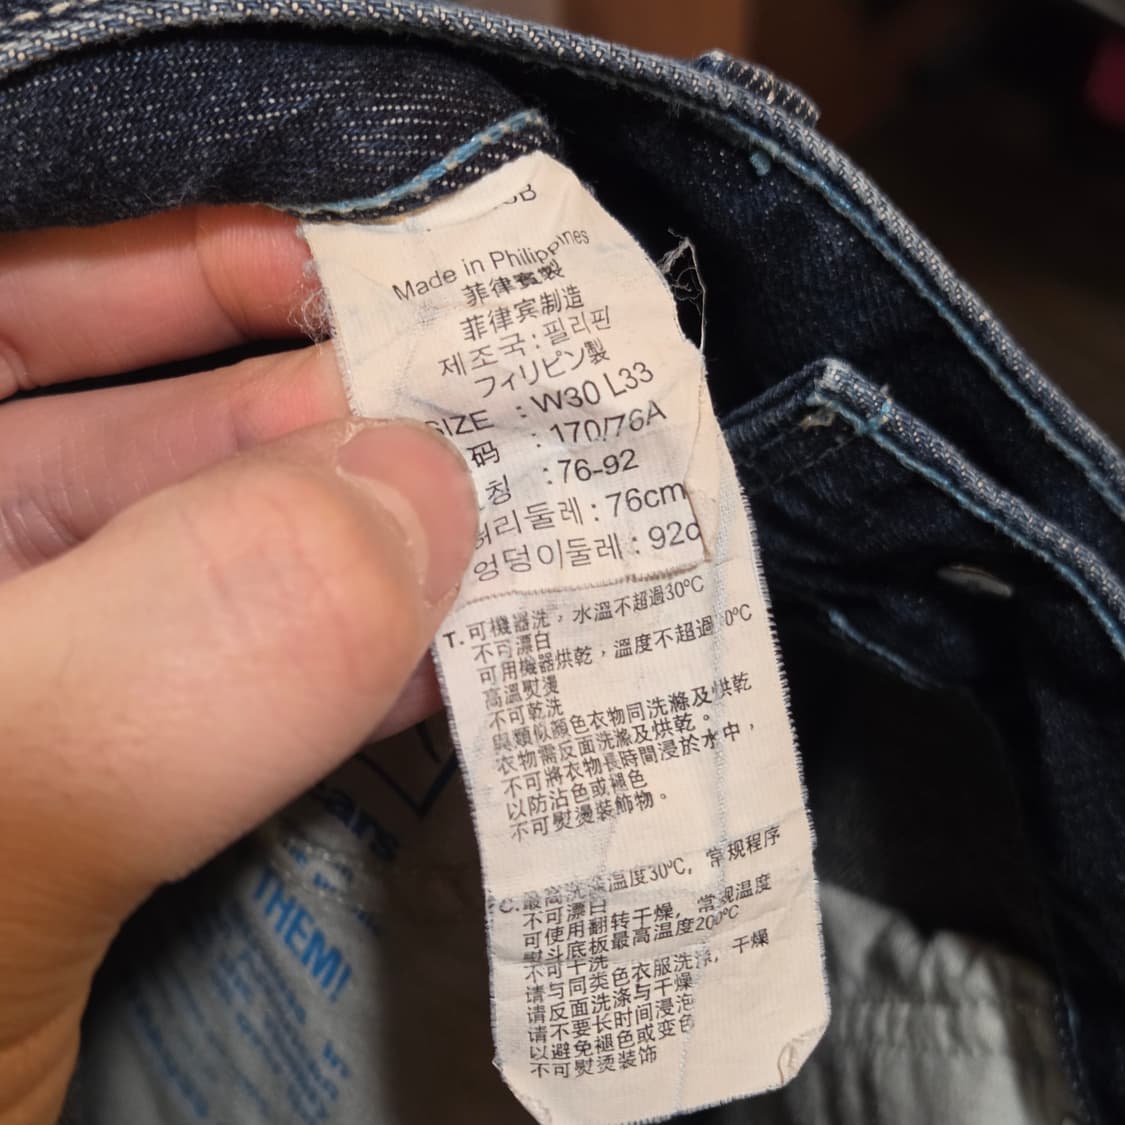 Made in Philippines
菲律賓製
菲律宾制造
제조국:필리핀
フィリピン製
SIZE : W30 L33
码 : 170/76A
칭 :76-92
허리둘레 : 76cm
엉덩이둘레 : 92c
T. 可機器洗，水溫不超過30°C
不可漂白
可用機器烘乾，溫度不超過 0°C
高溫熨燙
不可乾洗
與類似顏色衣物同洗滌及烘乾
衣物需反面洗滌及烘乾。
不可將衣物長時間浸於水中，
以防沾色或褪色
不可熨燙裝飾物。
C. 最高洗涤温度30°C，常规程序
不可漂白
可使用翻转干燥，常规温度
熨斗底板最高温度200°C
不可干洗
请与同类色衣服洗涤，干燥
请反面洗涤与干燥
请不要长时间浸泡
以避免褪色或变色
不可熨烫装饰
ars
THEM!